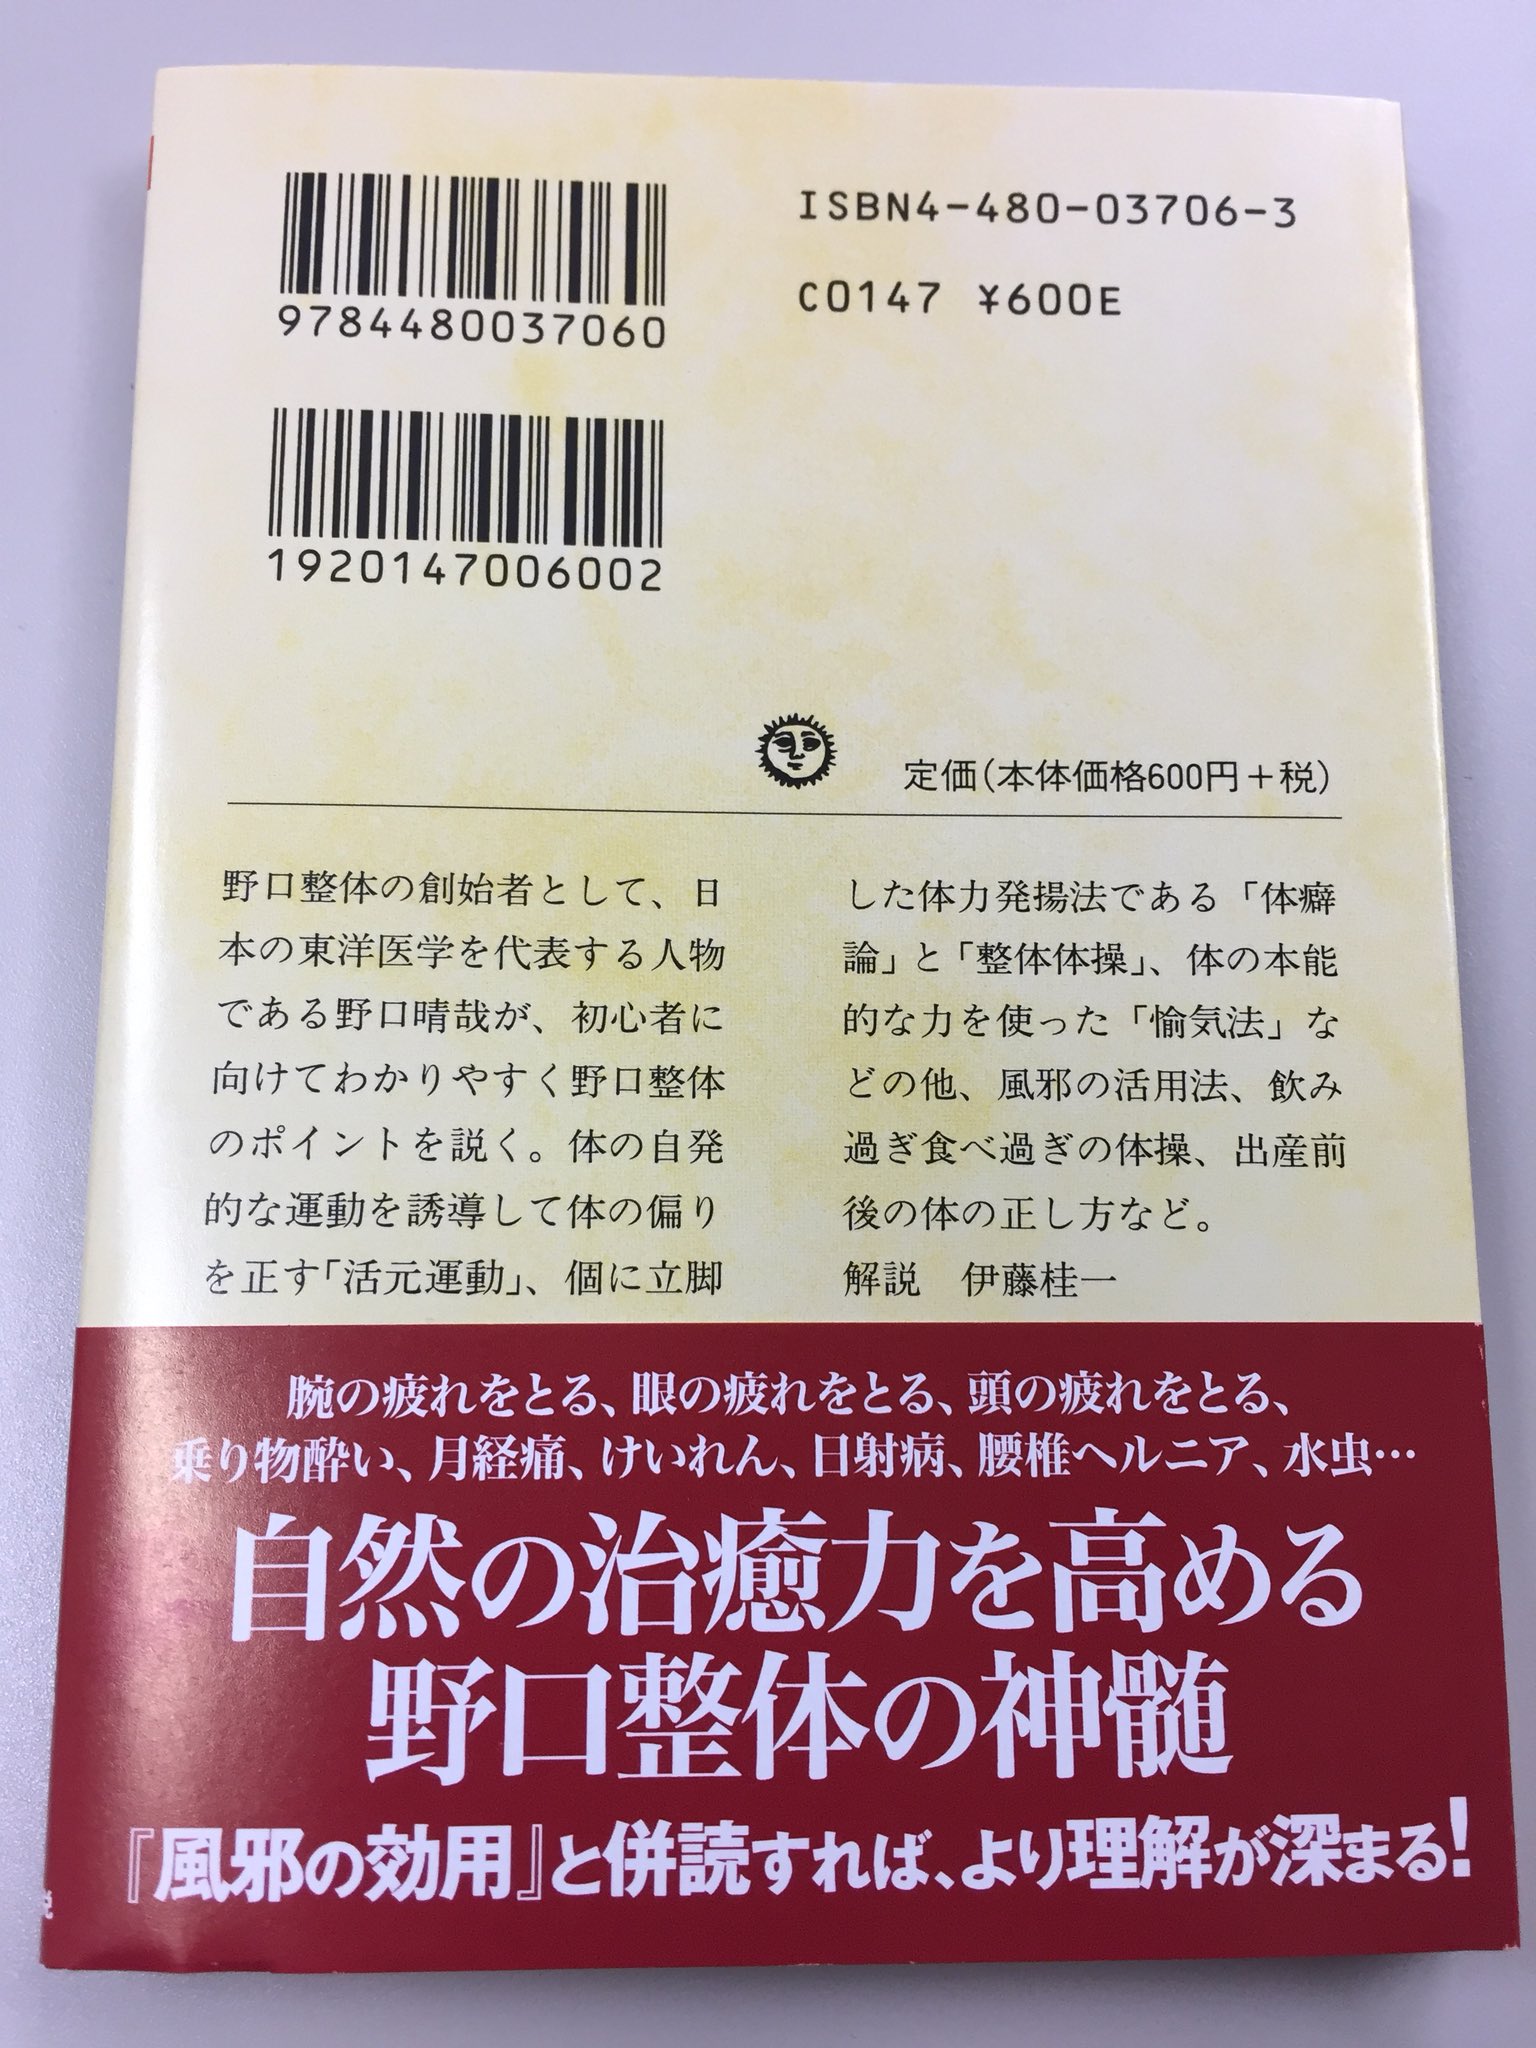 ISBN4-480-03706-3
C0147 ¥600E
9784480037060
1920147006002
定価(本体価格600円+税)
野口整体の創始者として、日
本の東洋医学を代表する人物
である野口晴哉が、初心者に
向けてわかりやすく野口整体
のポイントを説く。体の自発
的な運動を誘導して体の偏り
を正す「活元運動」、個に立脚
した体力発揚法である「体癖
論」と「整体体操」、体の本能
的な力を使った「愉気法」な
どの他、風邪の活用法、飲み
過ぎ食べ過ぎの体操、出産前
後の体の正し方など。
解説 伊藤桂一
腕の疲れをとる、眼の疲れをとる、頭の疲れをとる、
乗り物酔い、月経痛、けいれん、日射病、腰椎ヘルニア、水虫…
自然の治癒力を高める
野口整体の神髄
『風邪の効用』と併読すれば、より理解が深まる!